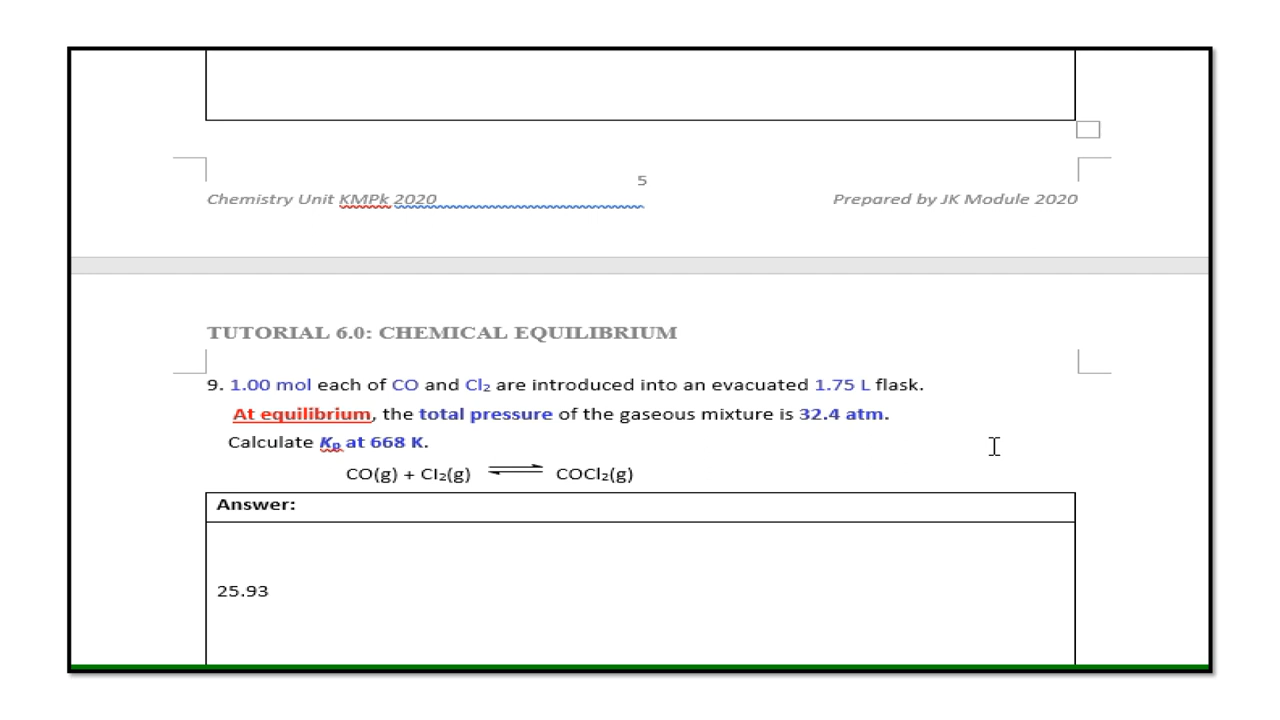 5
Chemistry Unit KMPk 2020 Prepared by JK Module 2020
TUTORIAL 6.0: CHEMICAL EQUILIBRIUM
9. 1.00 mol each of CO and Cl₂ are introduced into an evacuated 1.75 L flask.
At equilibrium, the total pressure of the gaseous mixture is 32.4 atm.
Calculate Kp at 668 K.
CO(g) + Cl₂(g) ⇌ COCl₂(g)
Answer:
25.93